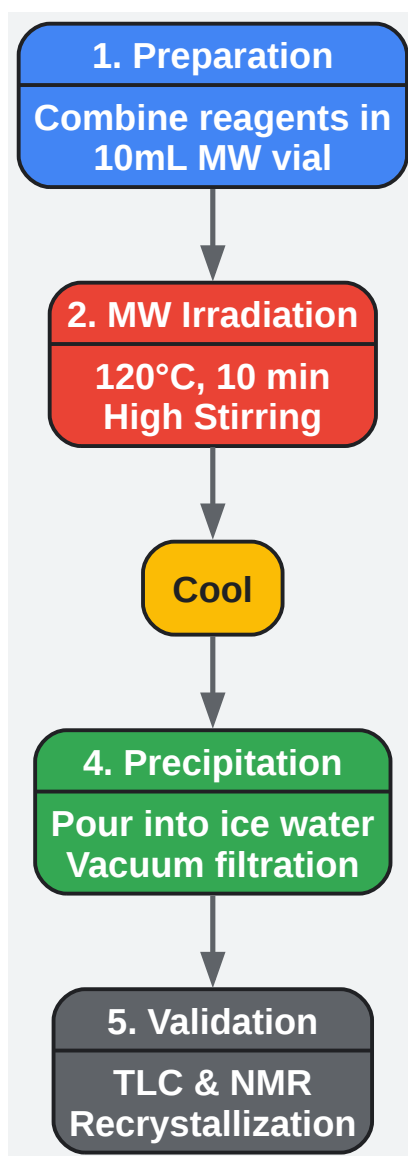 1. Preparation
Combine reagents in
10mL MW vial
2. MW Irradiation
120°C, 10 min
High Stirring
Cool
4. Precipitation
Pour into ice water
Vacuum filtration
5. Validation
TLC & NMR
Recrystallization